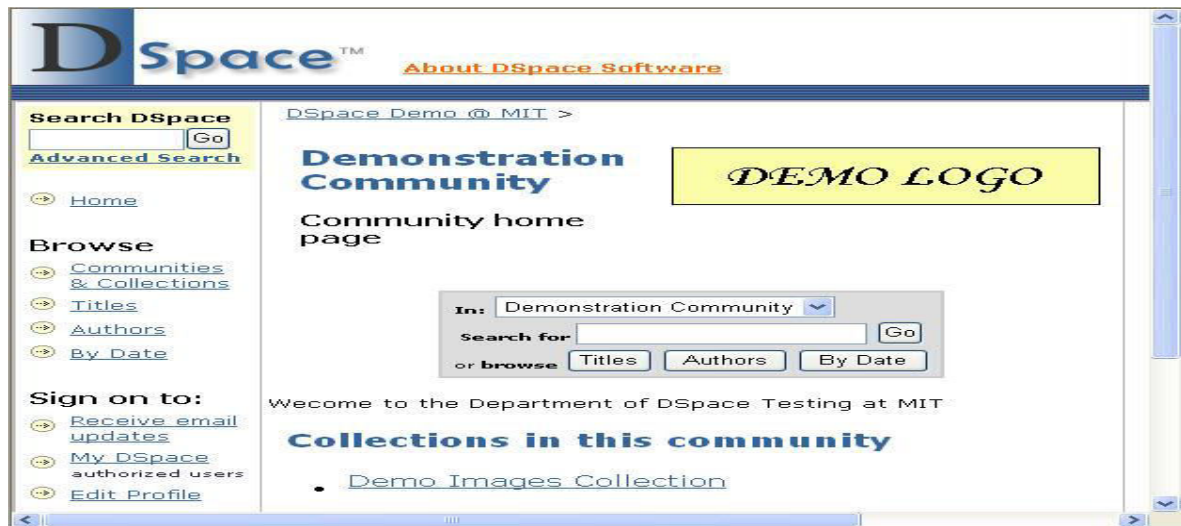 DSpace™
About DSpace Software
Search DSpace
Go
Advanced Search
Home
Browse
Communities
& Collections
Titles
Authors
By Date
Sign on to:
Receive email
updates
My DSpace
authorized users
Edit Profile
DSpace Demo @ MIT >
Demonstration
Community
DEMO LOGO
Community home
page
In: Demonstration Community
Search for Go
or browse Titles Authors By Date
Wecome to the Department of DSpace Testing at MIT
Collections in this community
• Demo Images Collection